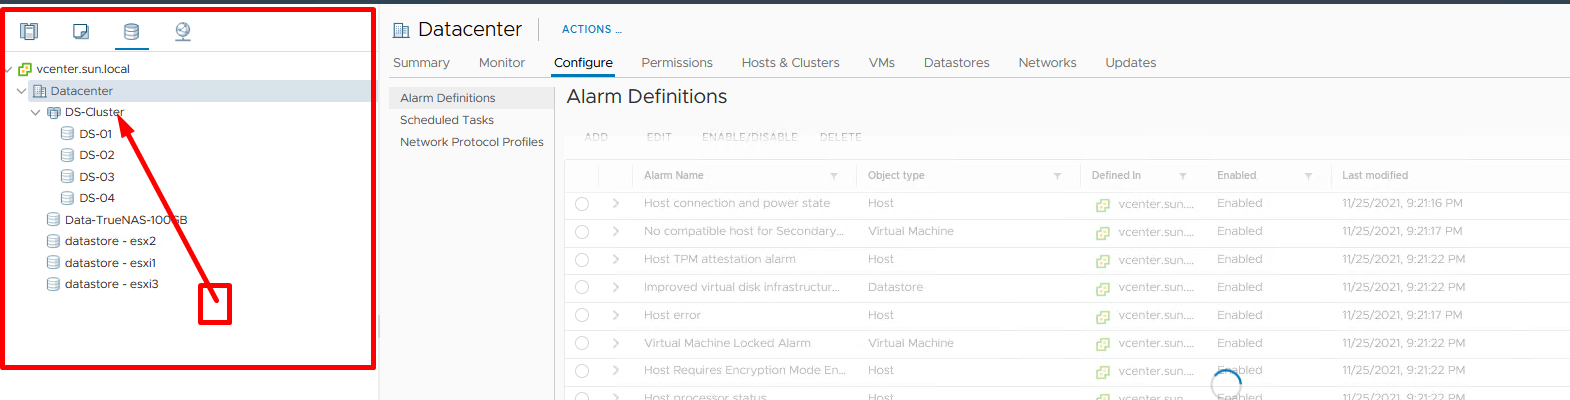 Datacenter
ACTIONS ...
Summary Monitor Configure Permissions Hosts & Clusters VMs Datastores Networks Updates
vcenter.sun.local
Datacenter
DS-Cluster
DS-01
DS-02
DS-03
DS-04
Data-TrueNAS-100GB
datastore - esx2
datastore - esxi1
datastore - esxi3
Alarm Definitions
Scheduled Tasks
Network Protocol Profiles
Alarm Definitions
ADD EDIT ENABLE/DISABLE DELETE
Alarm Name Object type Defined In Enabled Last modified
Host connection and power state Host vcenter.sun.... Enabled 11/25/2021, 9:21:16 PM
No compatible host for Secondary... Virtual Machine vcenter.sun.... Enabled 11/25/2021, 9:21:17 PM
Host TPM attestation alarm Host vcenter.sun.... Enabled 11/25/2021, 9:21:22 PM
Improved virtual disk infrastructur... Datastore vcenter.sun.... Enabled 11/25/2021, 9:21:22 PM
Host error Host vcenter.sun.... Enabled 11/25/2021, 9:21:17 PM
Virtual Machine Locked Alarm Virtual Machine vcenter.sun.... Enabled 11/25/2021, 9:21:22 PM
Host Requires Encryption Mode En... Host vcenter.sun.... Enabled 11/25/2021, 9:21:22 PM
Host processor status Host vcenter.sun.... Enabled 11/25/2021, 9:21:22 PM